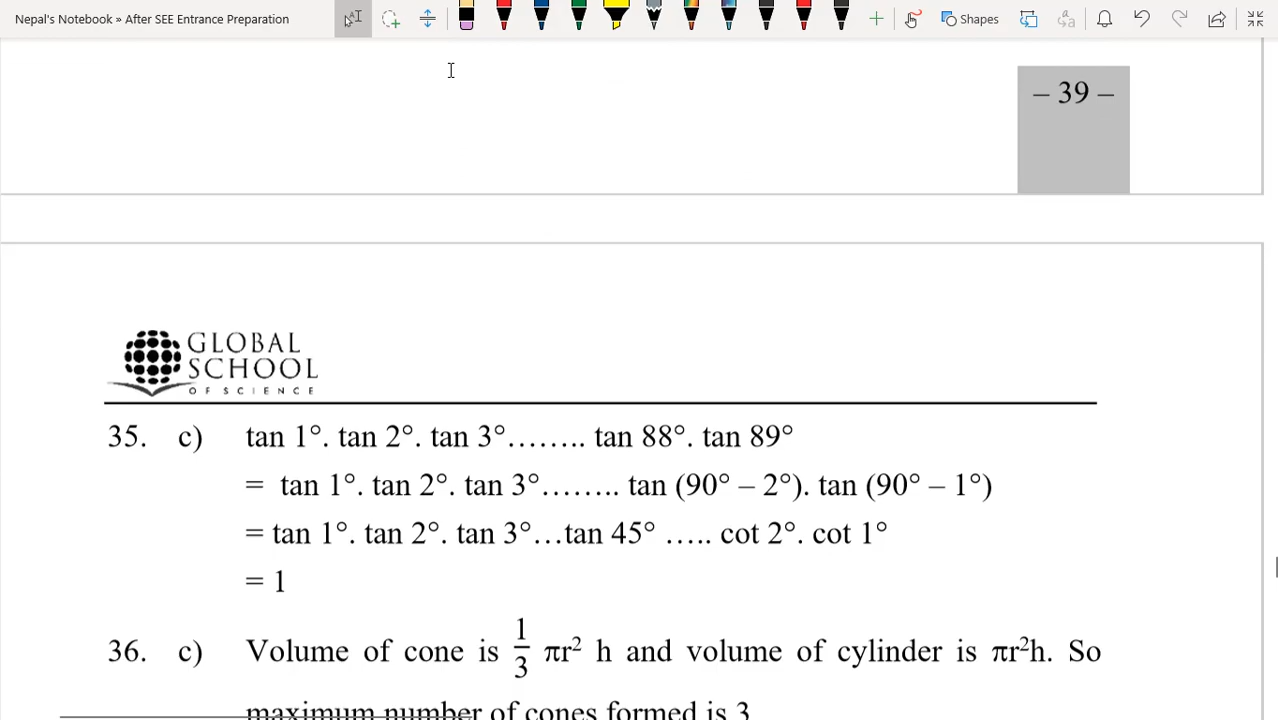 Nepal's Notebook » After SEE Entrance Preparation
Shapes
– 39 –
GLOBAL
SCHOOL
OF SCIENCE
35. c) tan 1°. tan 2°. tan 3°…….. tan 88°. tan 89°
= tan 1°. tan 2°. tan 3°…….. tan (90° – 2°). tan (90° – 1°)
= tan 1°. tan 2°. tan 3°…tan 45° ….. cot 2°. cot 1°
= 1
36. c) Volume of cone is 1/3 πr² h and volume of cylinder is πr²h. So
maximum number of cones formed is 3